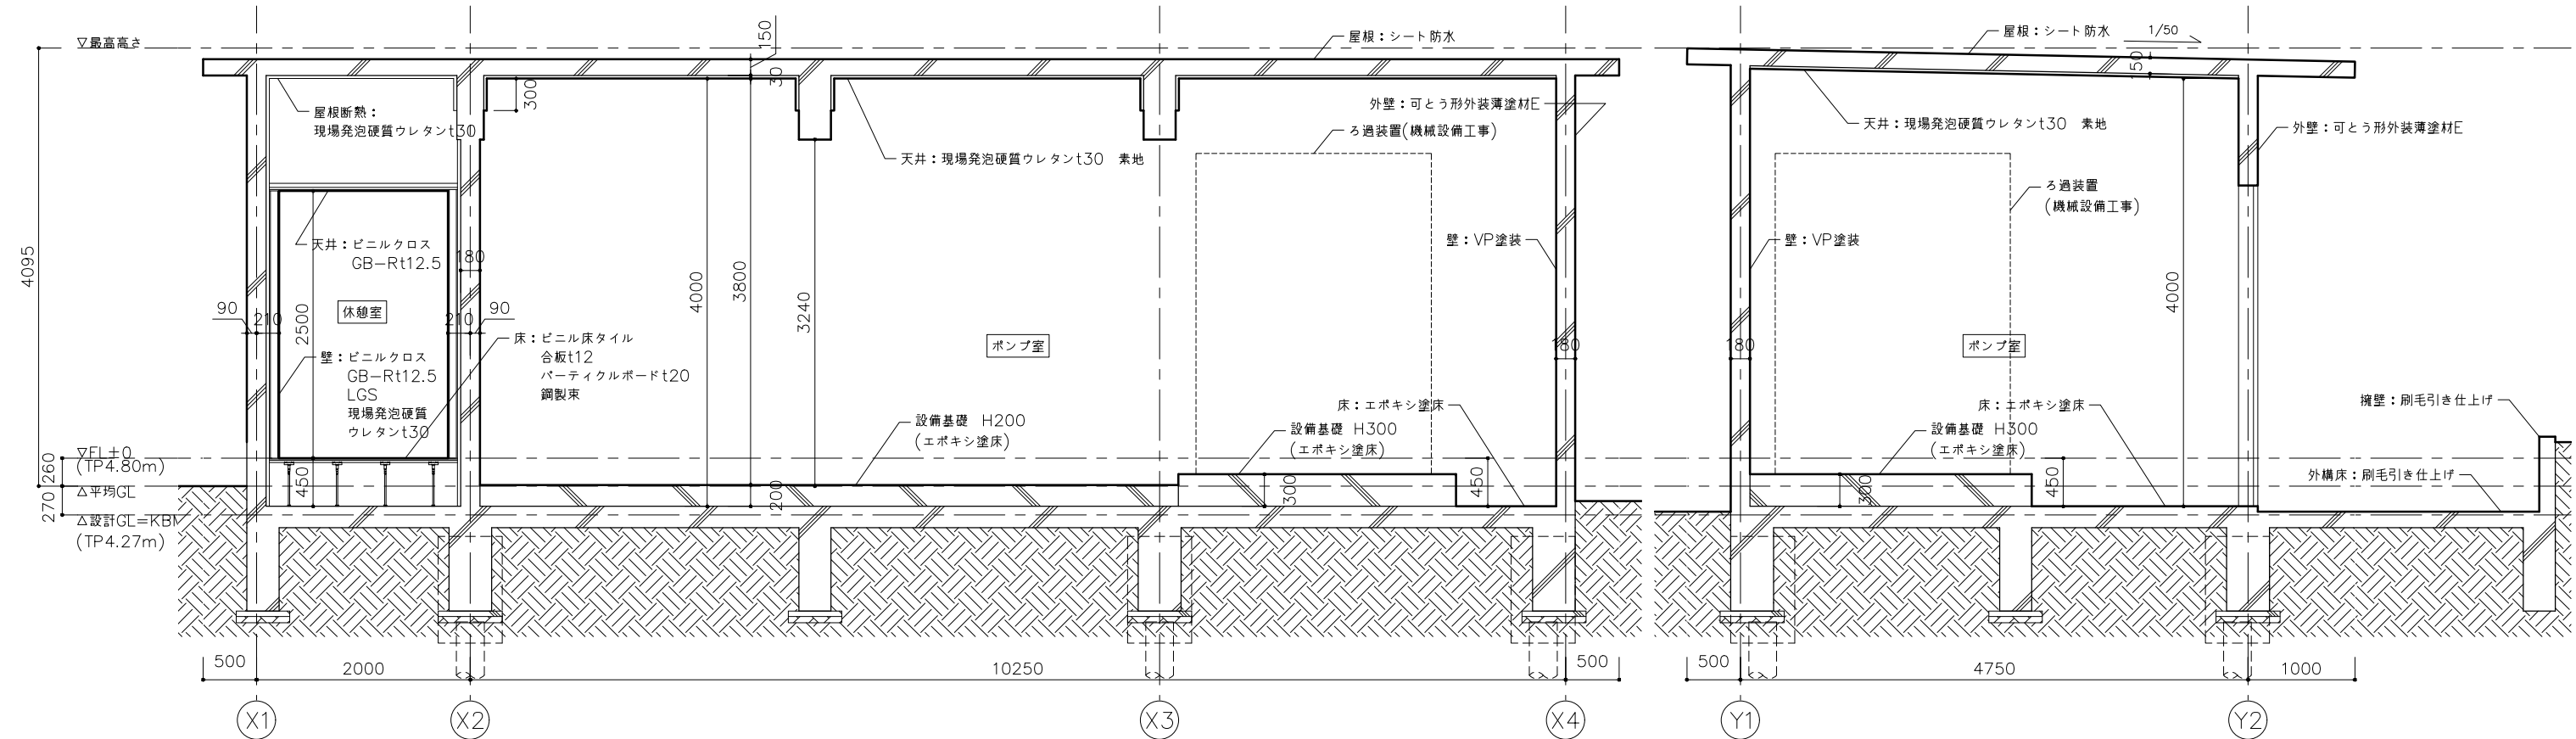 ▽最高高さ
4095
260
270
▽FL±0
(TP4.80m)
△平均GL
(TP4.27m)
屋根断熱：
現場発泡硬質ウレタンt30
天井：ビニルクロス
GB-Rt12.5
180
90
210
休憩室
2500
210
90
壁：ビニルクロス
GB-Rt12.5
LGS
現場発泡硬質
ウレタンt30
床：ビニル床タイル
合板t12
パーティクルボードt20
鋼製束
450
300
150
30
4000
3800
3240
200
屋根：シート防水
外壁：可とう形外装薄塗材E
ろ過装置(機械設備工事)
天井：現場発泡硬質ウレタンt30　素地
壁：VP塗装
ポンプ室
180
設備基礎　H200
(エポキシ塗床)
設備基礎　H300
(エポキシ塗床)
床：エポキシ塗床
300
450
500
2000
10250
500
X1
X2
X3
X4
屋根：シート防水
1/50
150
天井：現場発泡硬質ウレタンt30　素地
外壁：可とう形外装薄塗材E
ろ過装置
(機械設備工事)
壁：VP塗装
4000
180
ポンプ室
設備基礎　H300
(エポキシ塗床)
床：エポキシ塗床
300
450
擁壁：刷毛引き仕上げ
外構床：刷毛引き仕上げ
500
4750
1000
Y1
Y2